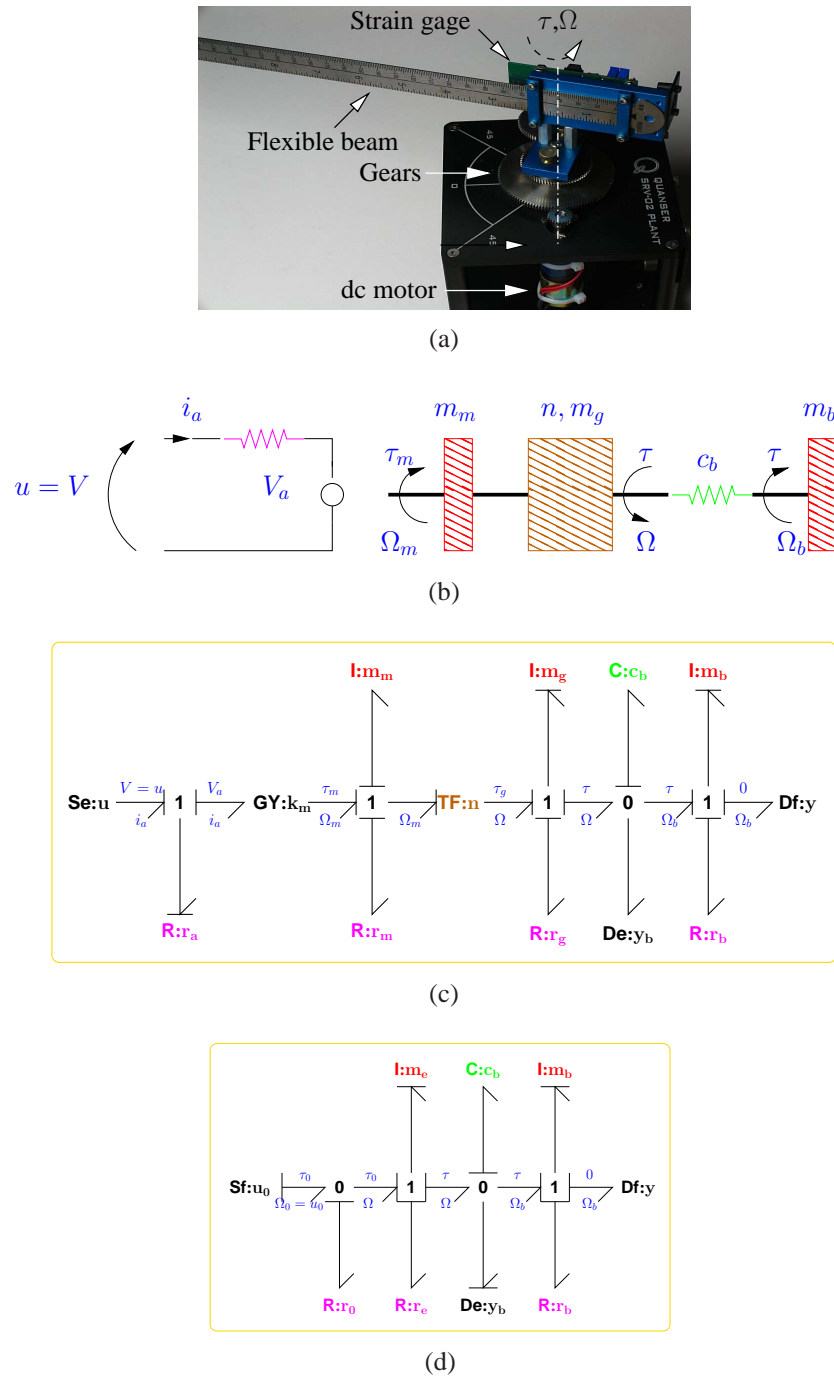 Strain gage
τ,Ω
Flexible beam
Gears
45
0
45
QUANSER
SRV-02 PLANT
dc motor
(a)
i_a
u = V
V_a
m_m
n, m_g
m_b
τ_m
τ
c_b
τ
Ω_m
Ω
Ω_b
(b)
I:m_m
I:m_g
C:c_b
I:m_b
Se:u
V = u
i_a
1
V_a
i_a
GY:k_m
τ_m
Ω_m
1
Ω_m
TF:n
τ_g
Ω
1
τ
Ω
0
τ
Ω_b
1
0
Ω_b
Df:y
R:r_a
R:r_m
R:r_g
De:y_b
R:r_b
(c)
I:m_e
C:c_b
I:m_b
Sf:u_0
τ_0
Ω_0 = u_0
0
τ_0
Ω
1
τ
Ω
0
τ
Ω_b
1
0
Ω_b
Df:y
R:r_0
R:r_e
De:y_b
R:r_b
(d)